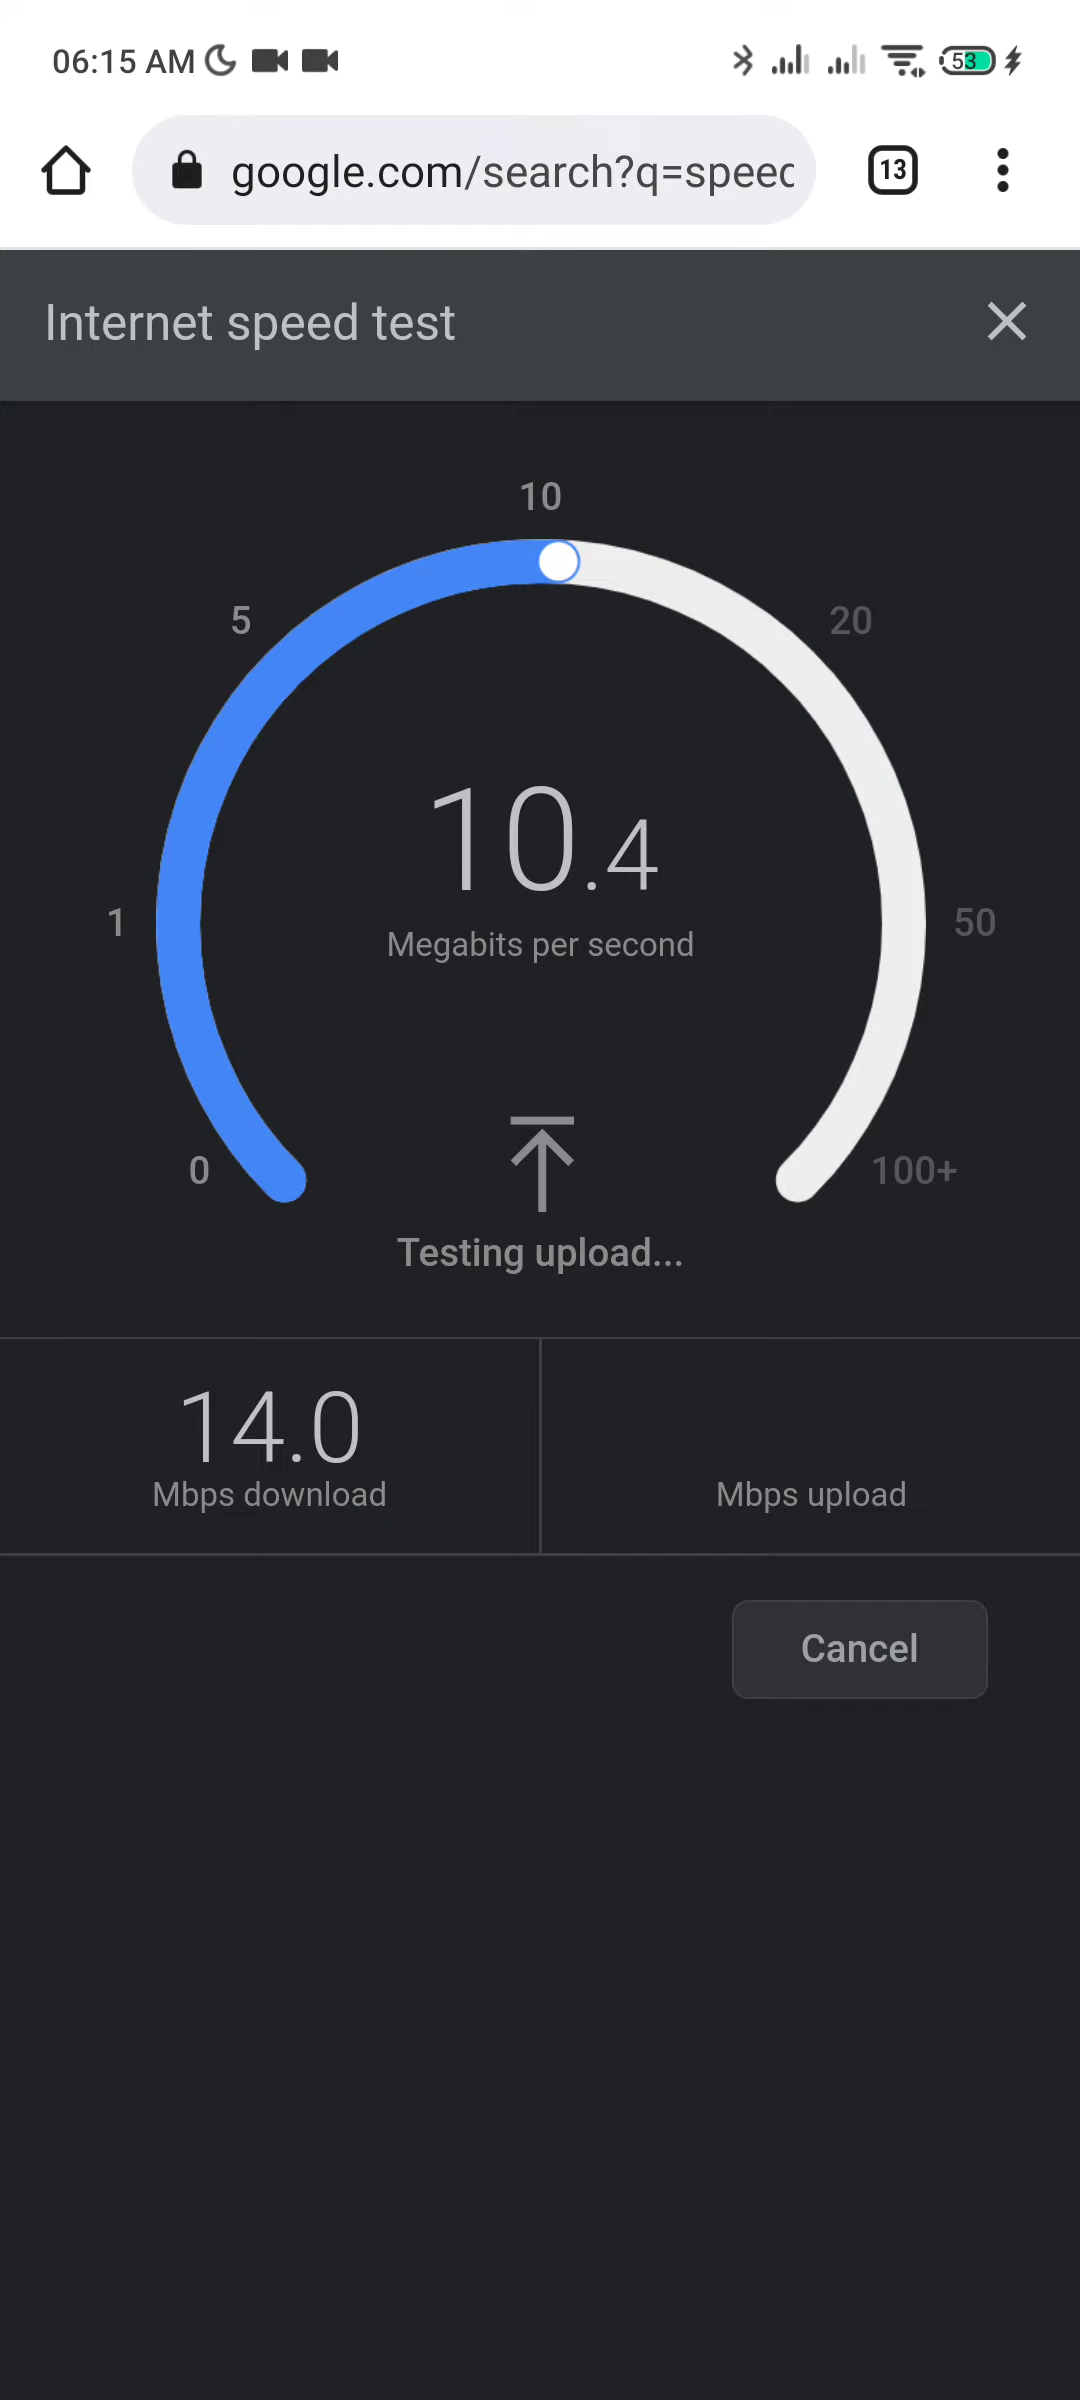 06:15 AM
53
google.com/search?q=speed
13
Internet speed test
10
5
20
10.4
1
50
Megabits per second
0
100+
Testing upload...
14.0
Mbps download
Mbps upload
Cancel